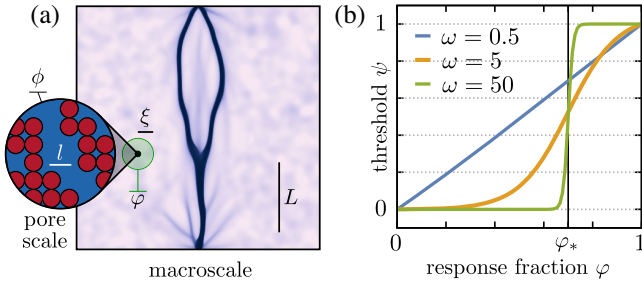 (a)
ϕ
l
ξ
φ
L
pore
scale
macroscale
(b)
threshold ψ
1
0
ω = 0.5
ω = 5
ω = 50
0
φ*
1
response fraction φ